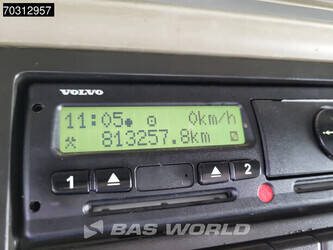 70312957
VOLVO
11:05 0km/h
813257.8km
1 2
BAS WORLD